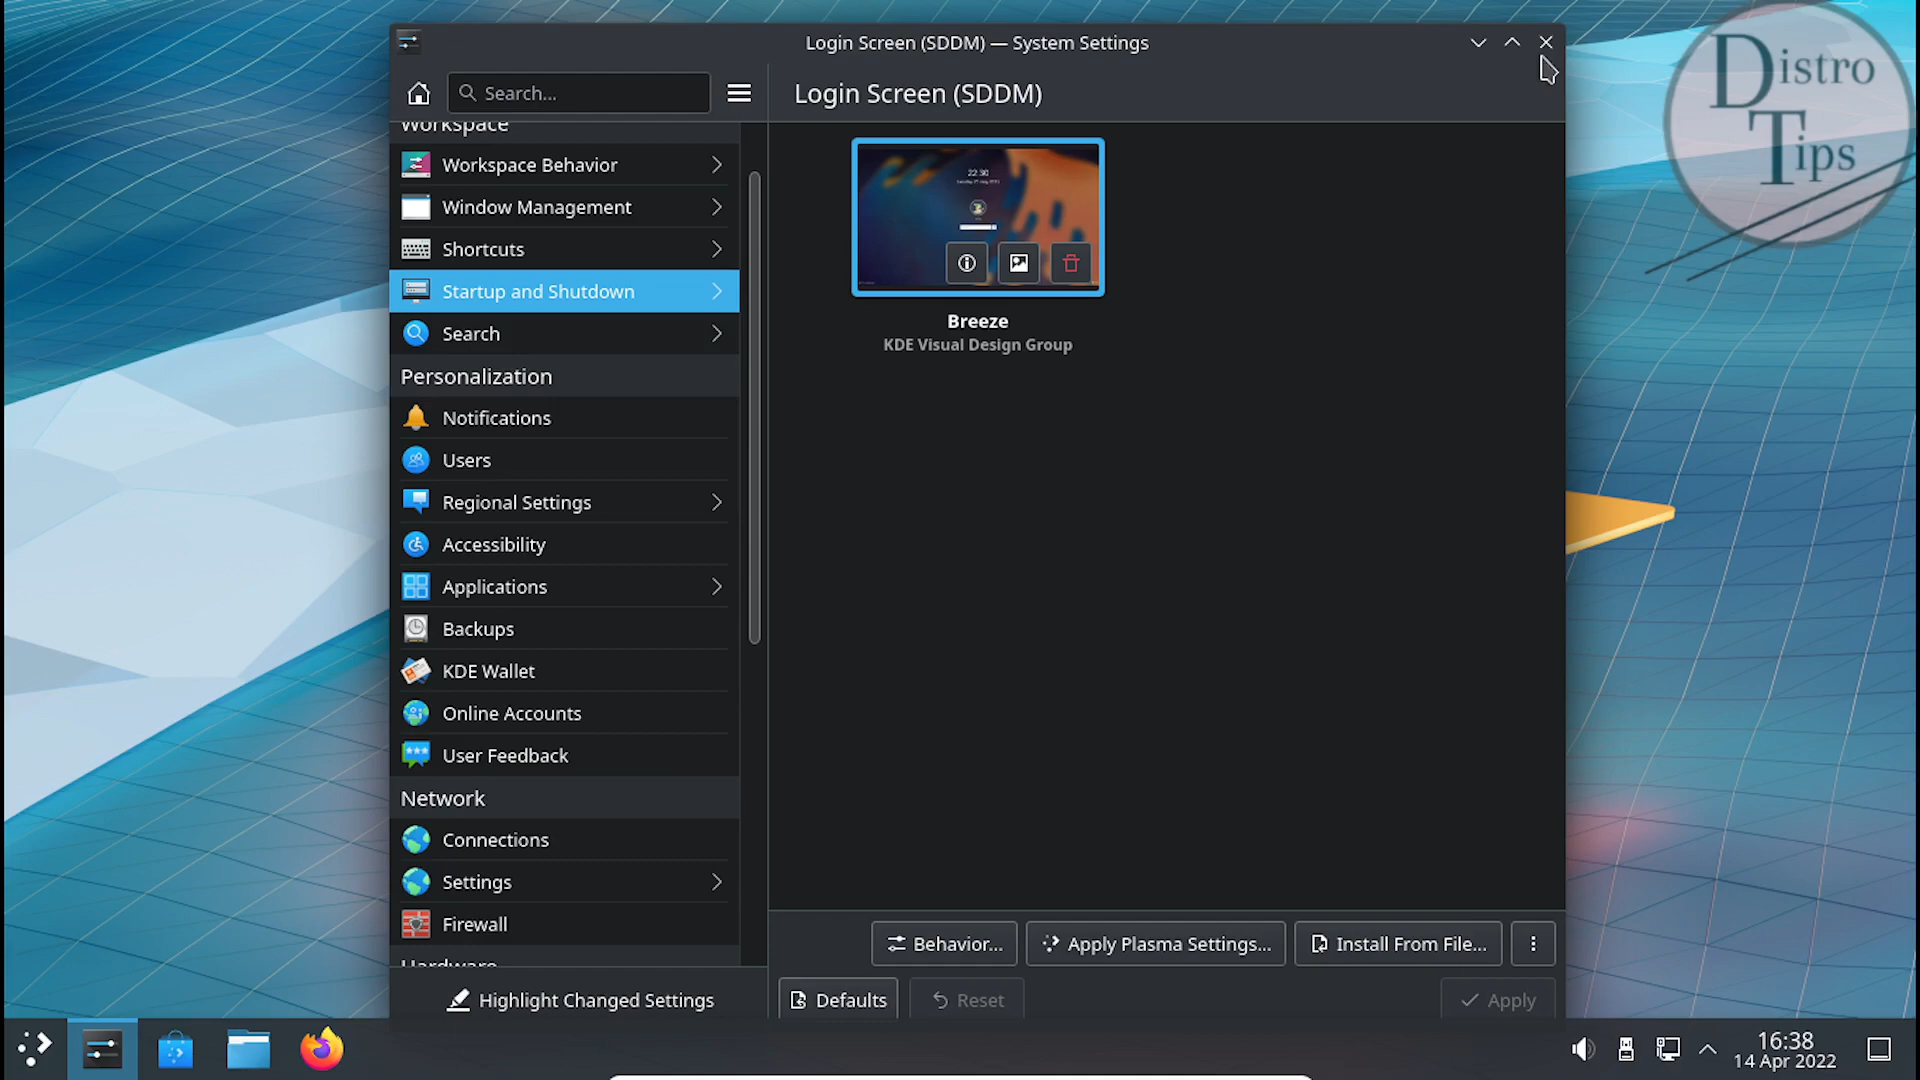 Login Screen (SDDM) — System Settings
Search...
Login Screen (SDDM)
Workspace
Workspace Behavior
Window Management
Shortcuts
Startup and Shutdown
Search
Personalization
Notifications
Users
Regional Settings
Accessibility
Applications
Backups
KDE Wallet
Online Accounts
User Feedback
Network
Connections
Settings
Firewall
Hardware
Highlight Changed Settings
22:30
Breeze
KDE Visual Design Group
Behavior...
Apply Plasma Settings...
Install From File...
Defaults
Reset
Apply
Distro
Tips
16:38
14 Apr 2022